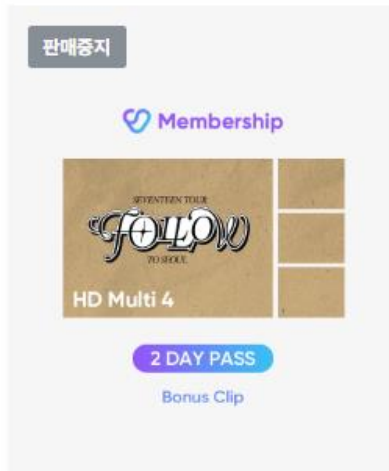 판매중지
Membership
SEVENTEEN TOUR
FOLLOW
TO SEOUL
HD Multi 4
2 DAY PASS
Bonus Clip